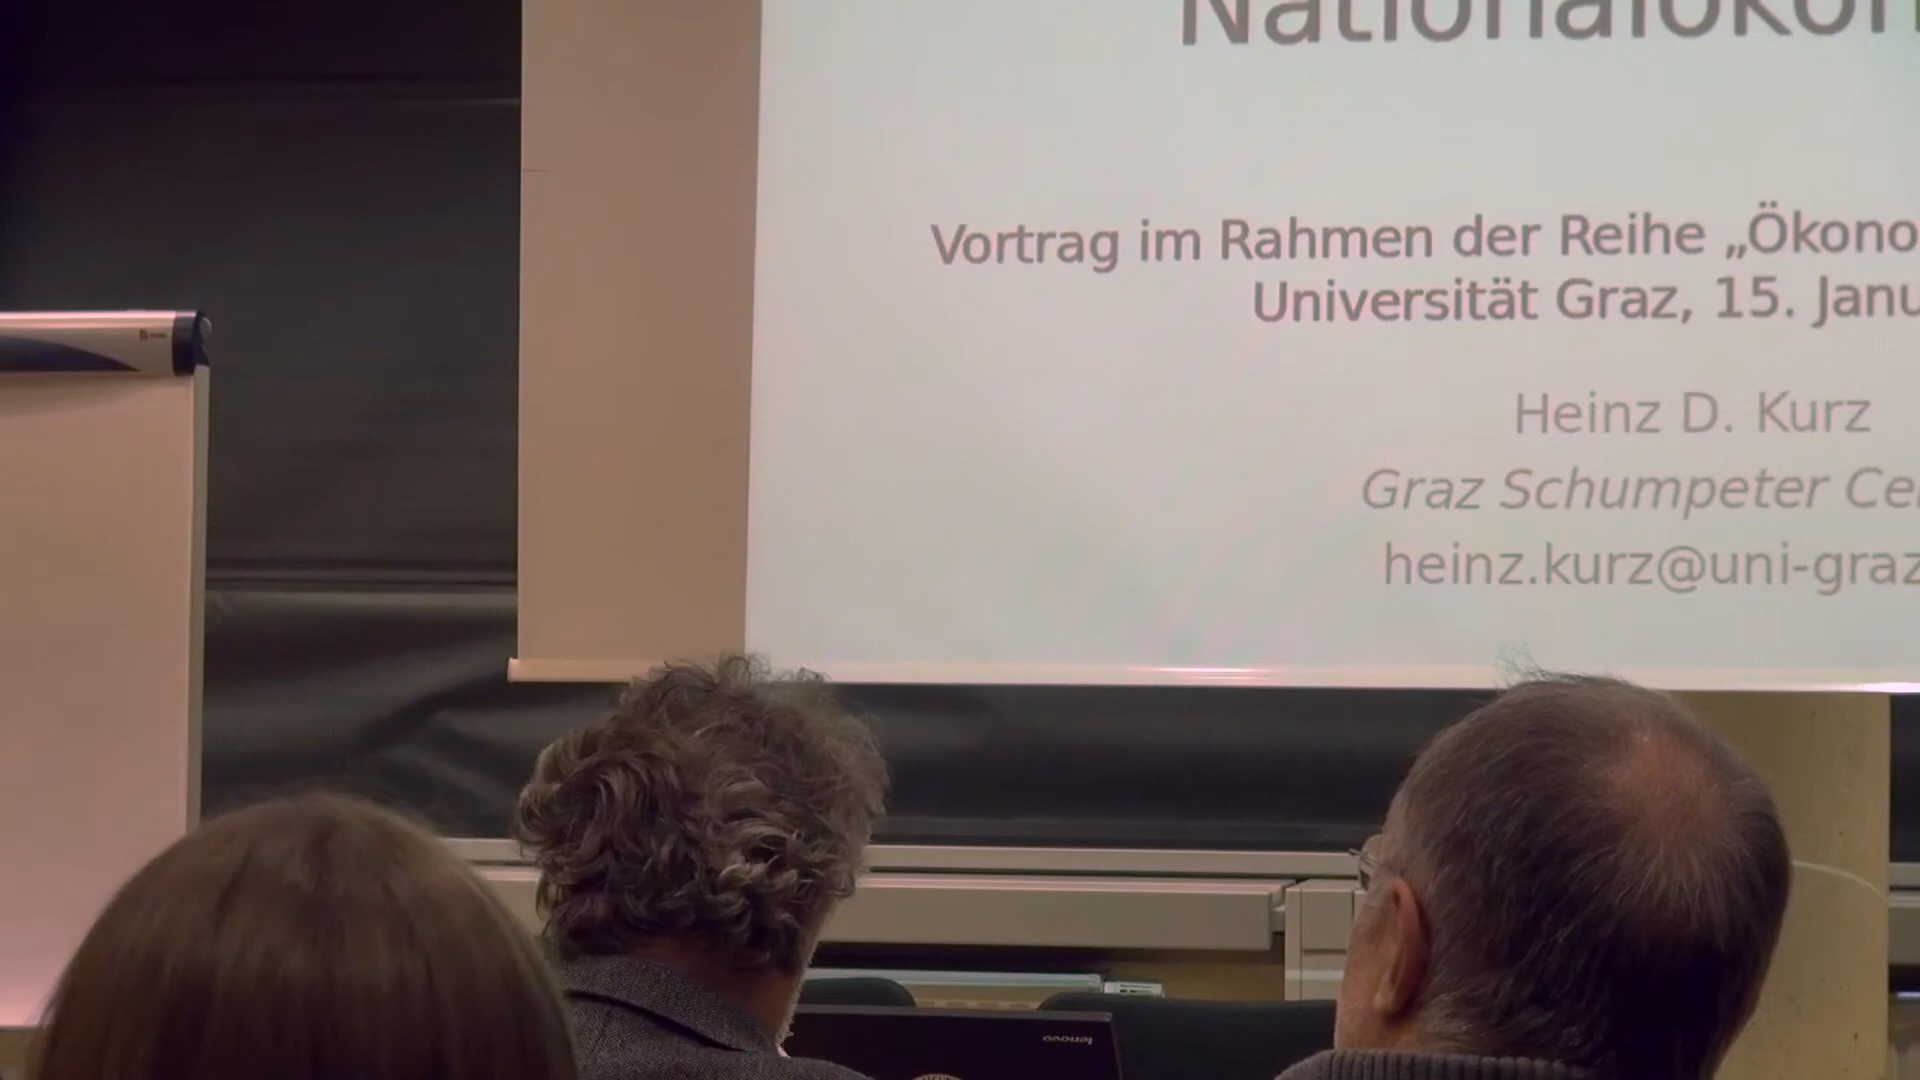 Nationalökon
Vortrag im Rahmen der Reihe „Ökono
Universität Graz, 15. Janu
Heinz D. Kurz
Graz Schumpeter Ce
heinz.kurz@uni-graz
lenovo